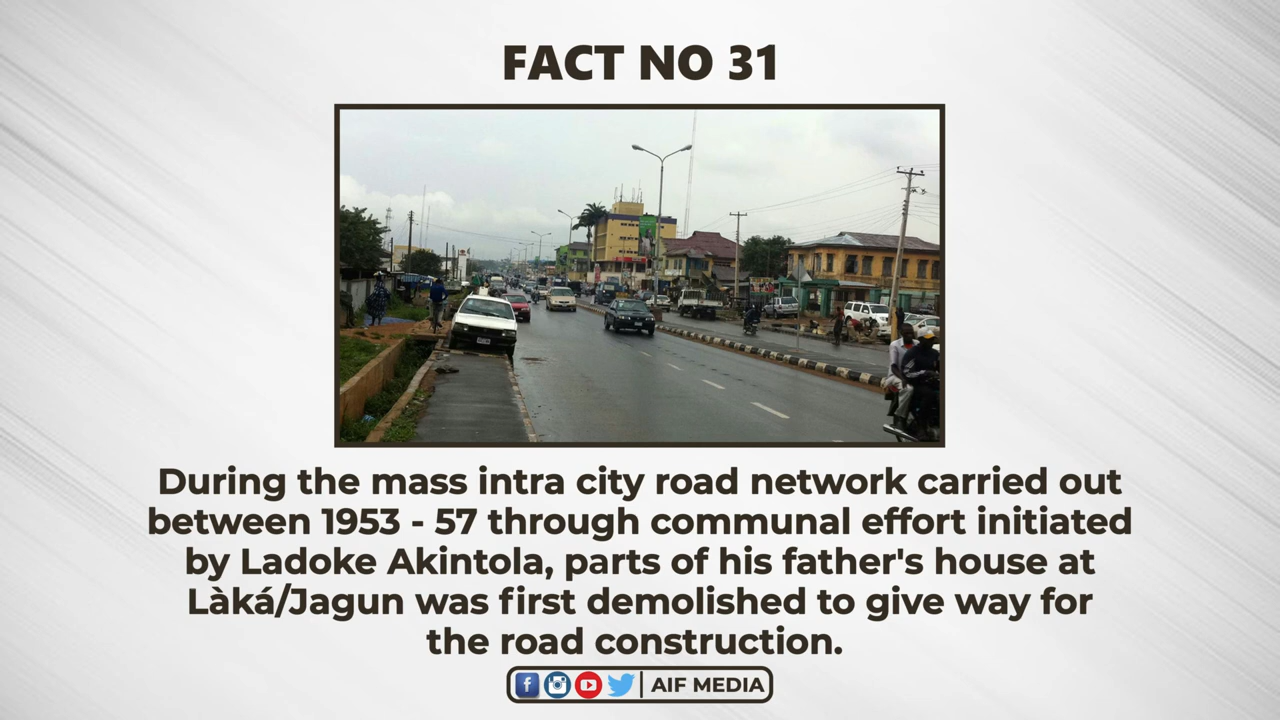 FACT NO 31
During the mass intra city road network carried out
between 1953 - 57 through communal effort initiated
by Ladoke Akintola, parts of his father's house at
Làká/Jagun was first demolished to give way for
the road construction.
AIF MEDIA